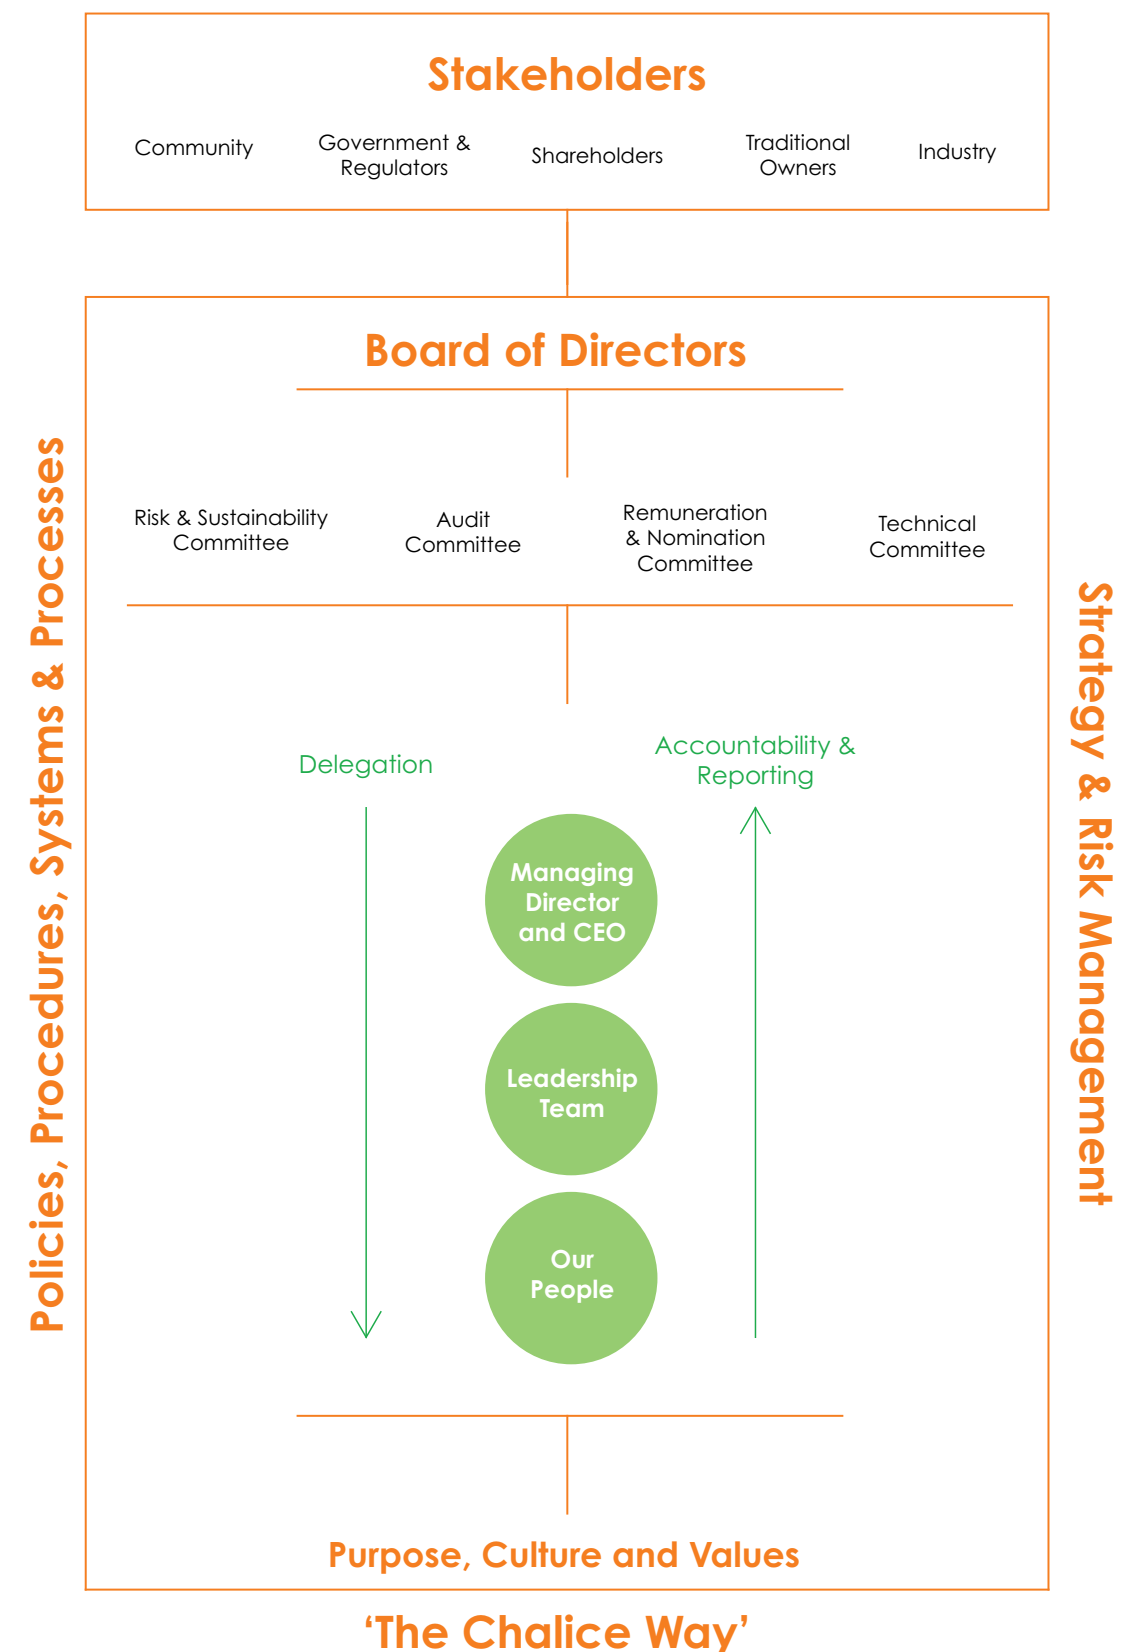 Stakeholders
Community
Government &
Regulators
Shareholders
Traditional
Owners
Industry
Board of Directors
Risk & Sustainability
Committee
Audit
Committee
Remuneration
& Nomination
Committee
Technical
Committee
Policies, Procedures, Systems & Processes
Strategy & Risk Management
Delegation
Accountability &
Reporting
Managing
Director
and CEO
Leadership
Team
Our
People
Purpose, Culture and Values
‘The Chalice Way’